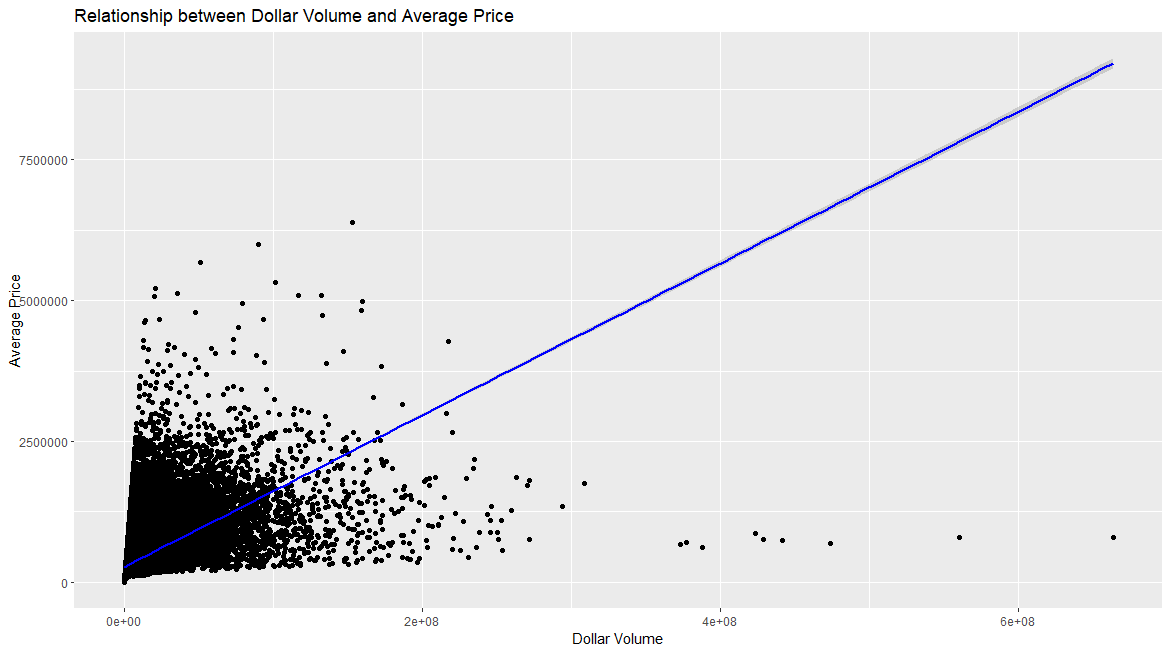 Relationship between Dollar Volume and Average Price
Average Price
7500000
5000000
2500000
0
0e+00 2e+08 4e+08 6e+08
Dollar Volume